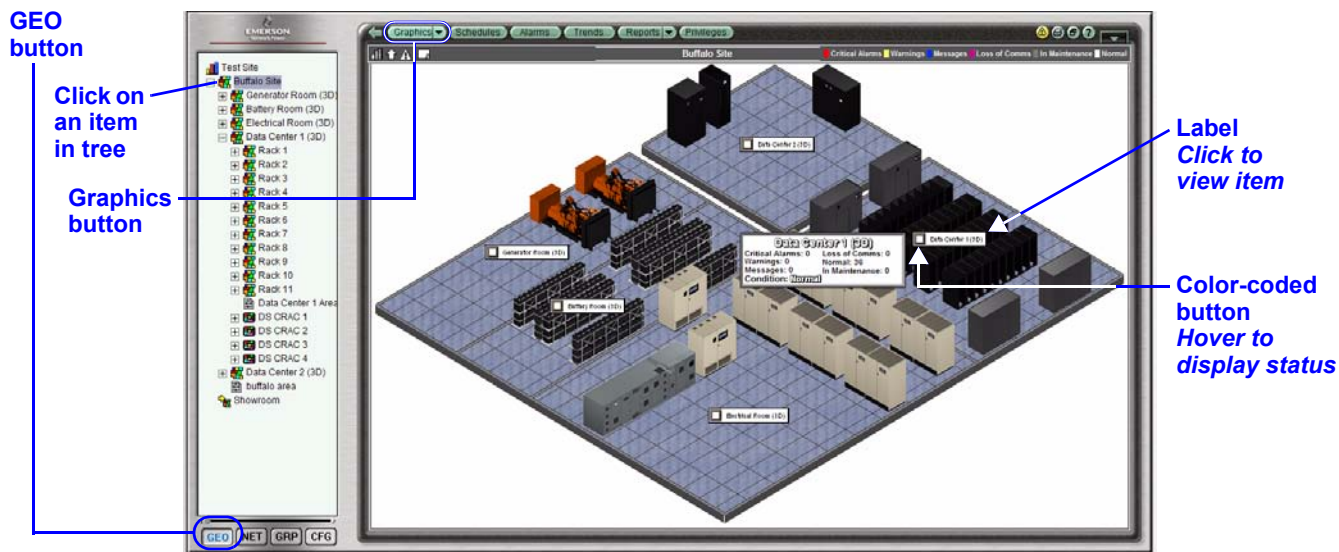 GEO
button
Click on
an item
in tree
Graphics
button
EMERSON
Graphics
Schedules
Alarms
Trends
Reports
Privileges
Buffalo Site
Critical Alarms
Warnings
Messages
Loss of Comms
In Maintenance
Normal
Test Site
Buffalo Site
Generator Room (3D)
Battery Room (3D)
Electrical Room (3D)
Data Center 1 (3D)
Rack 1
Rack 2
Rack 3
Rack 4
Rack 5
Rack 6
Rack 7
Rack 8
Rack 9
Rack 10
Rack 11
Data Center 1 Area
DS CRAC 1
DS CRAC 2
DS CRAC 3
DS CRAC 4
Data Center 2 (3D)
buffalo area
Showroom
GEO
NET
GRP
CFG
Data Center 2 (3D)
Generator Room (3D)
Battery Room (3D)
Data Center 1 (3D)
Electrical Room (3D)
Data Center 1 (3D)
Critical Alarms: 0 Loss of Comms: 0
Warnings: 0 Normal: 36
Messages: 0 In Maintenance: 0
Condition: Normal
Label
Click to
view item
Color-coded
button
Hover to
display status